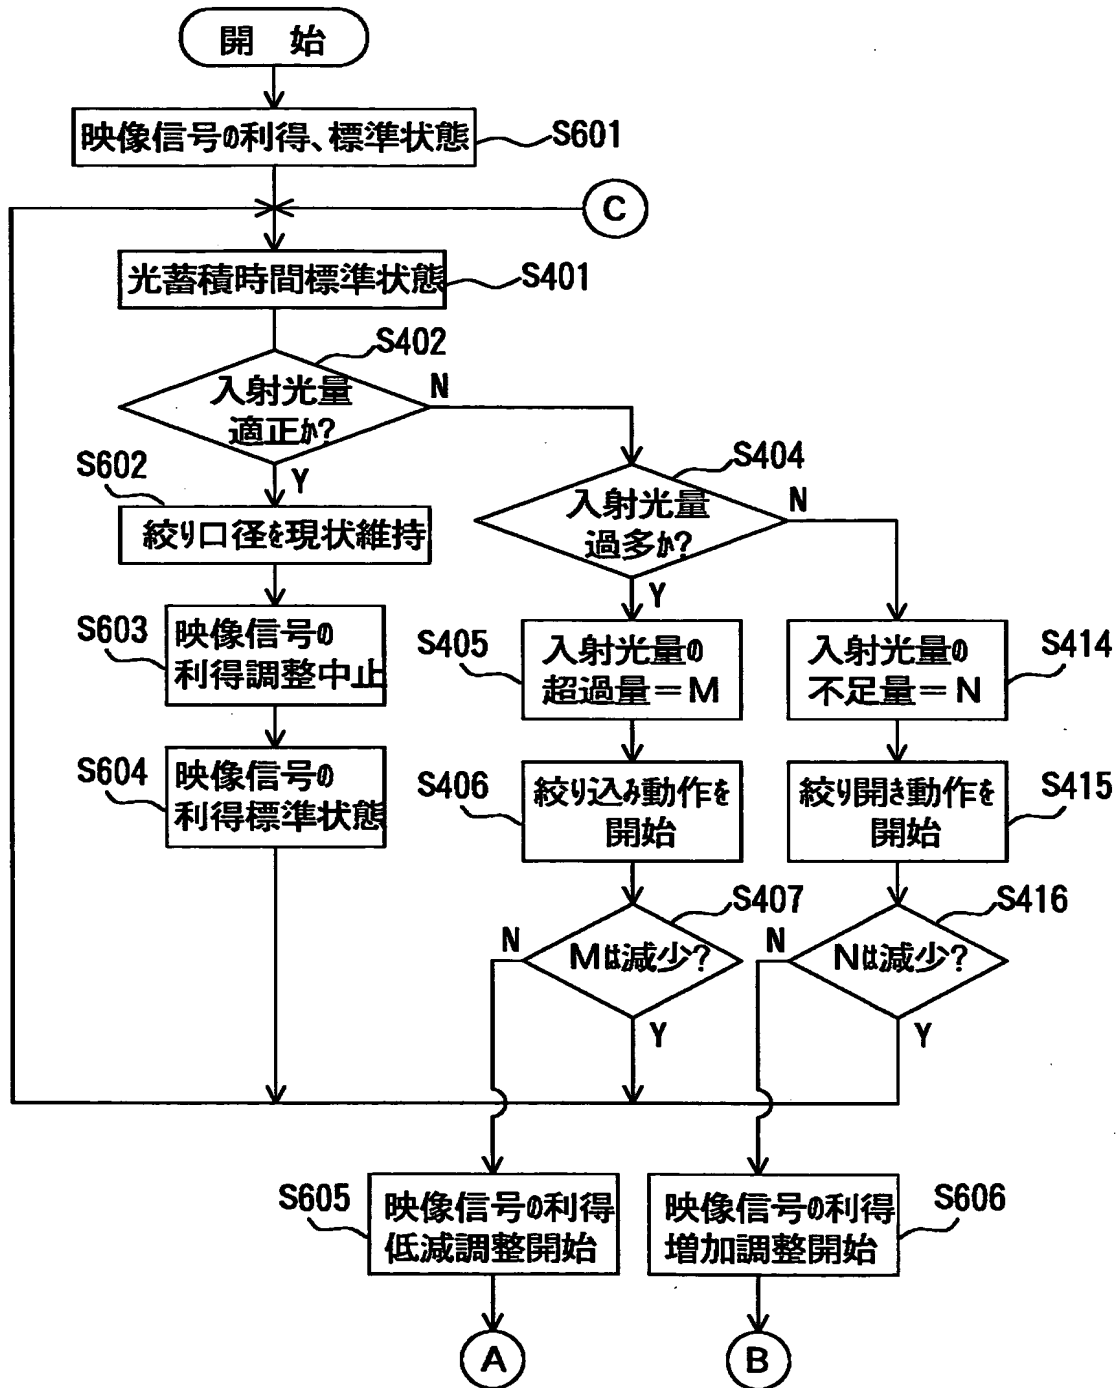 開 始
映像信号の利得、標準状態
S601
C
光蓄積時間標準状態
S401
S402
入射光量
適正か?
N
Y
S602
絞り口径を現状維持
S603
映像信号の
利得調整中止
S604
映像信号の
利得標準状態
S404
入射光量
過多か?
N
Y
S405
入射光量の
超過量=M
S406
絞り込み動作を
開始
S407
Mは減少?
N
Y
S414
入射光量の
不足量=N
S415
絞り開き動作を
開始
S416
Nは減少?
N
Y
S605
映像信号の利得
低減調整開始
A
S606
映像信号の利得
増加調整開始
B